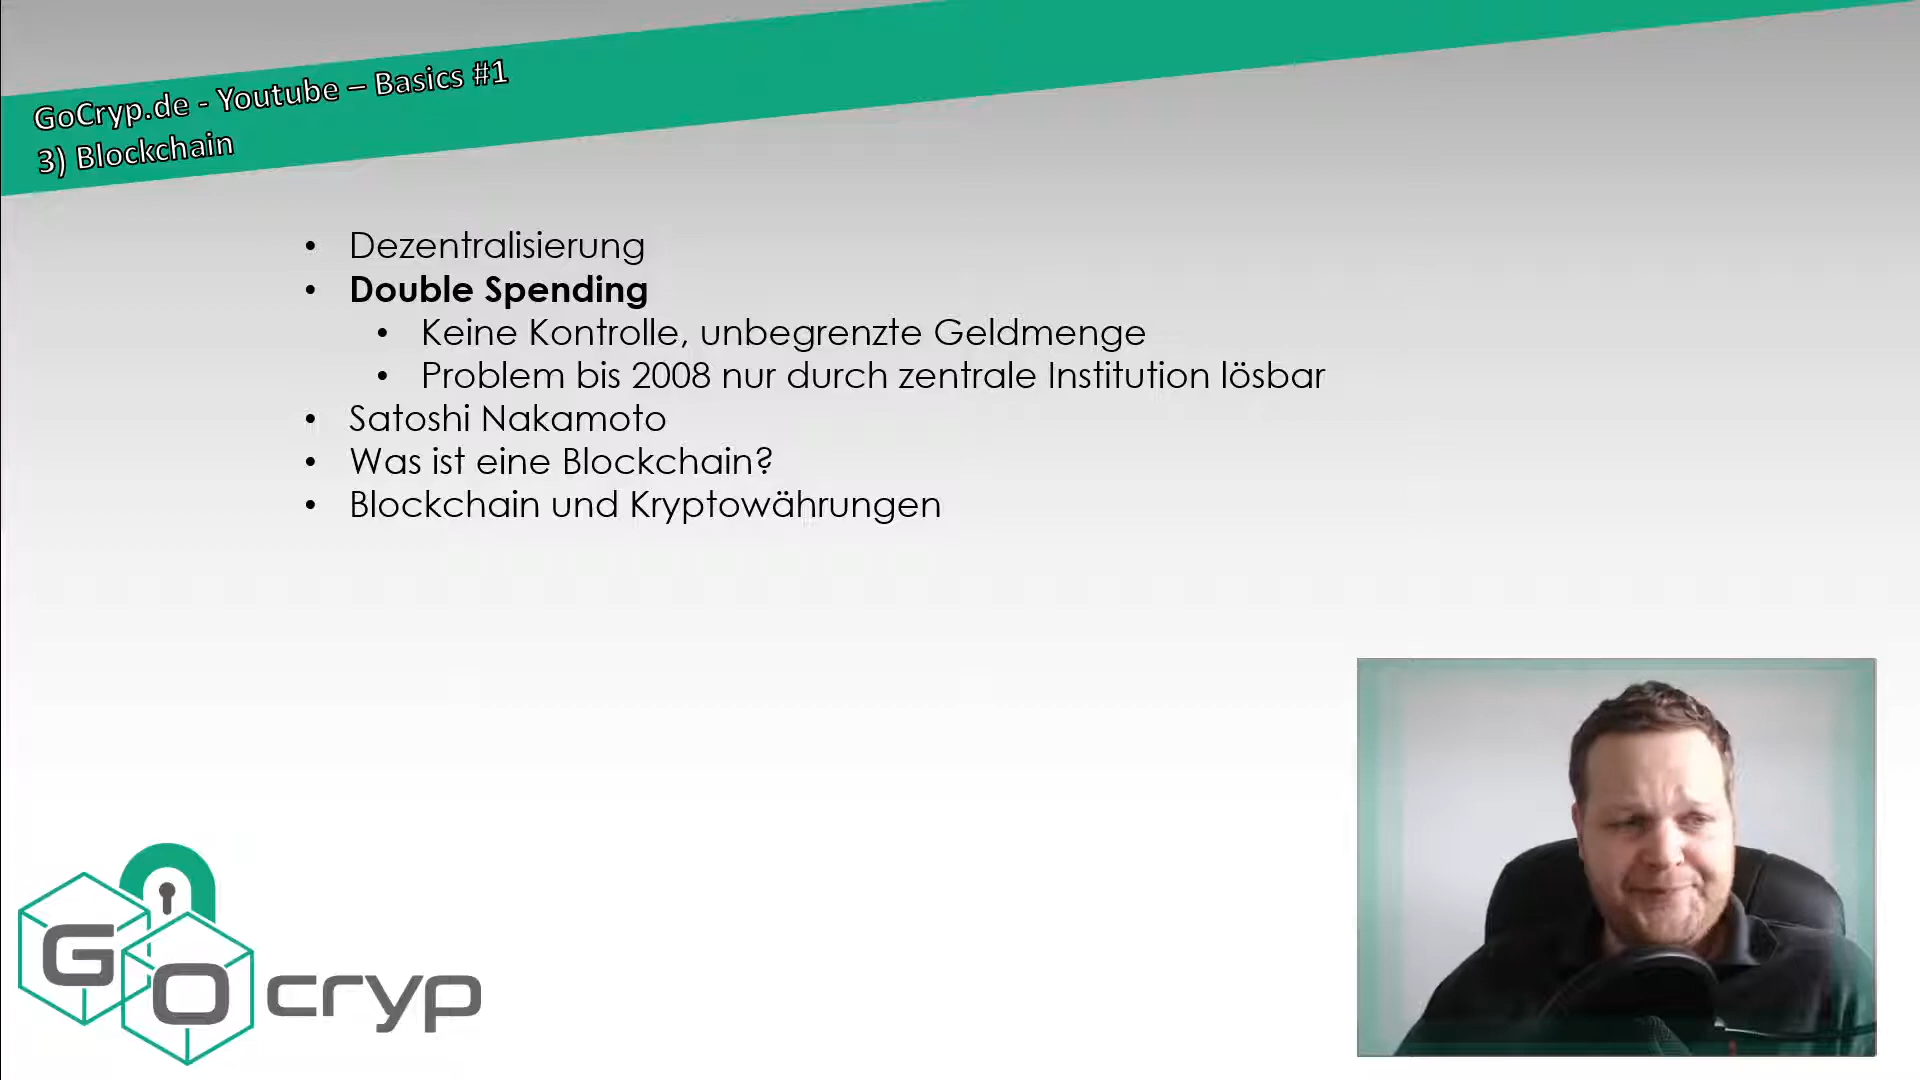 GoCryp.de - Youtube – Basics #1
3) Blockchain
• Dezentralisierung
• Double Spending
• Keine Kontrolle, unbegrenzte Geldmenge
• Problem bis 2008 nur durch zentrale Institution lösbar
• Satoshi Nakamoto
• Was ist eine Blockchain?
• Blockchain und Kryptowährungen
GO cryp